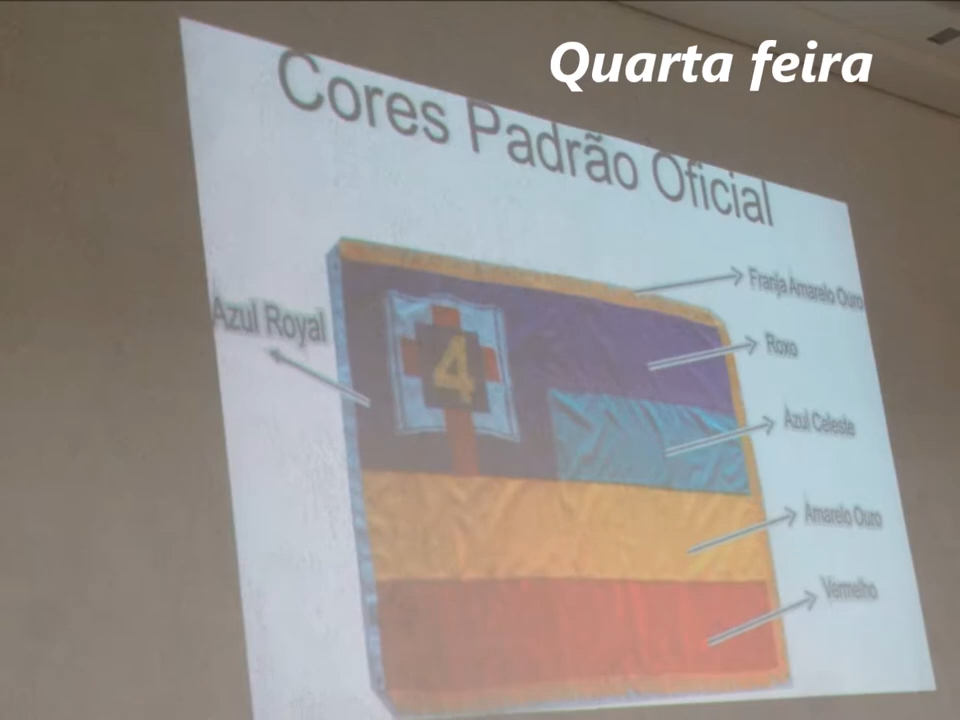 Quarta feira
Cores Padrão Oficial
Franja Amarelo Ouro
Azul Royal
Roxo
4
Azul Celeste
Amarelo Ouro
Vermelho